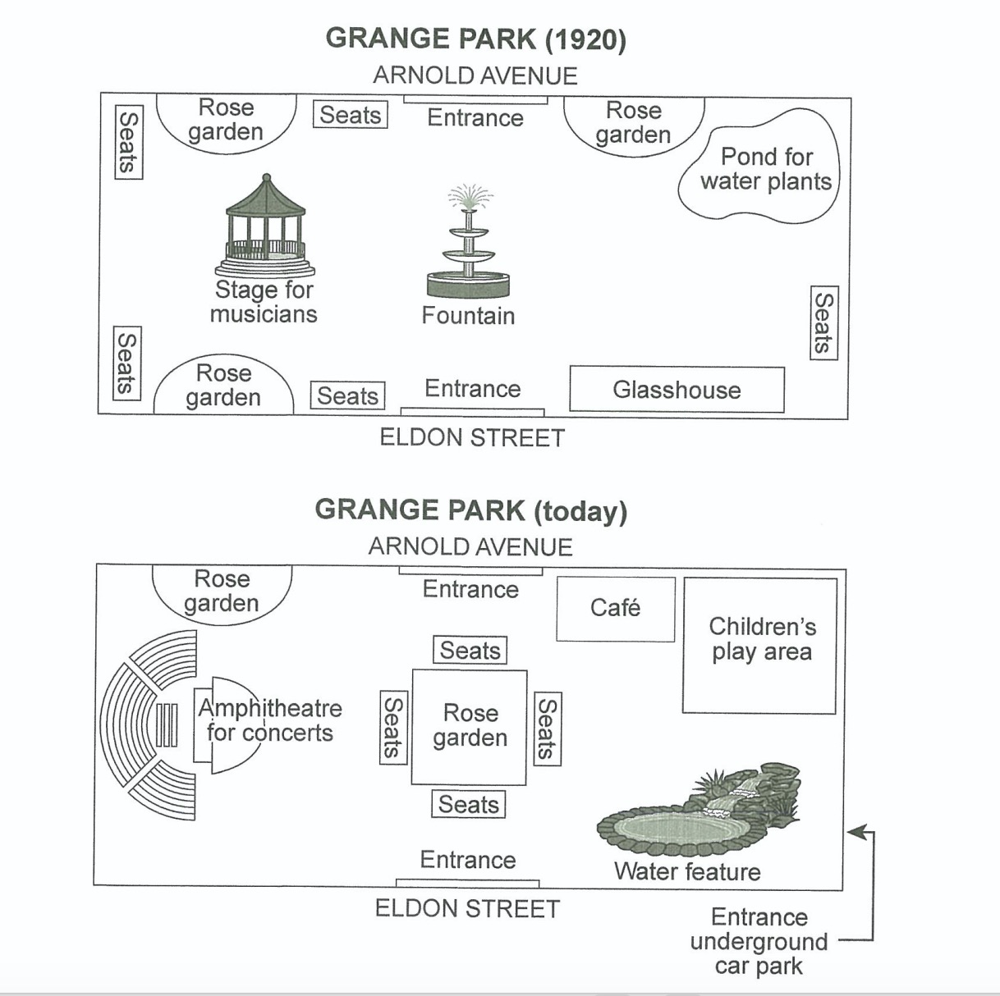 GRANGE PARK (1920)
ARNOLD AVENUE
Seats
Rose
garden
Seats
Entrance
Rose
garden
Pond for
water plants
Stage for
musicians
Fountain
Seats
Seats
Rose
garden
Seats
Entrance
Glasshouse
ELDON STREET
GRANGE PARK (today)
ARNOLD AVENUE
Rose
garden
Entrance
Café
Children's
play area
Seats
Amphitheatre
for concerts
Seats
Rose
garden
Seats
Seats
Entrance
Water feature
ELDON STREET
Entrance
underground
car park